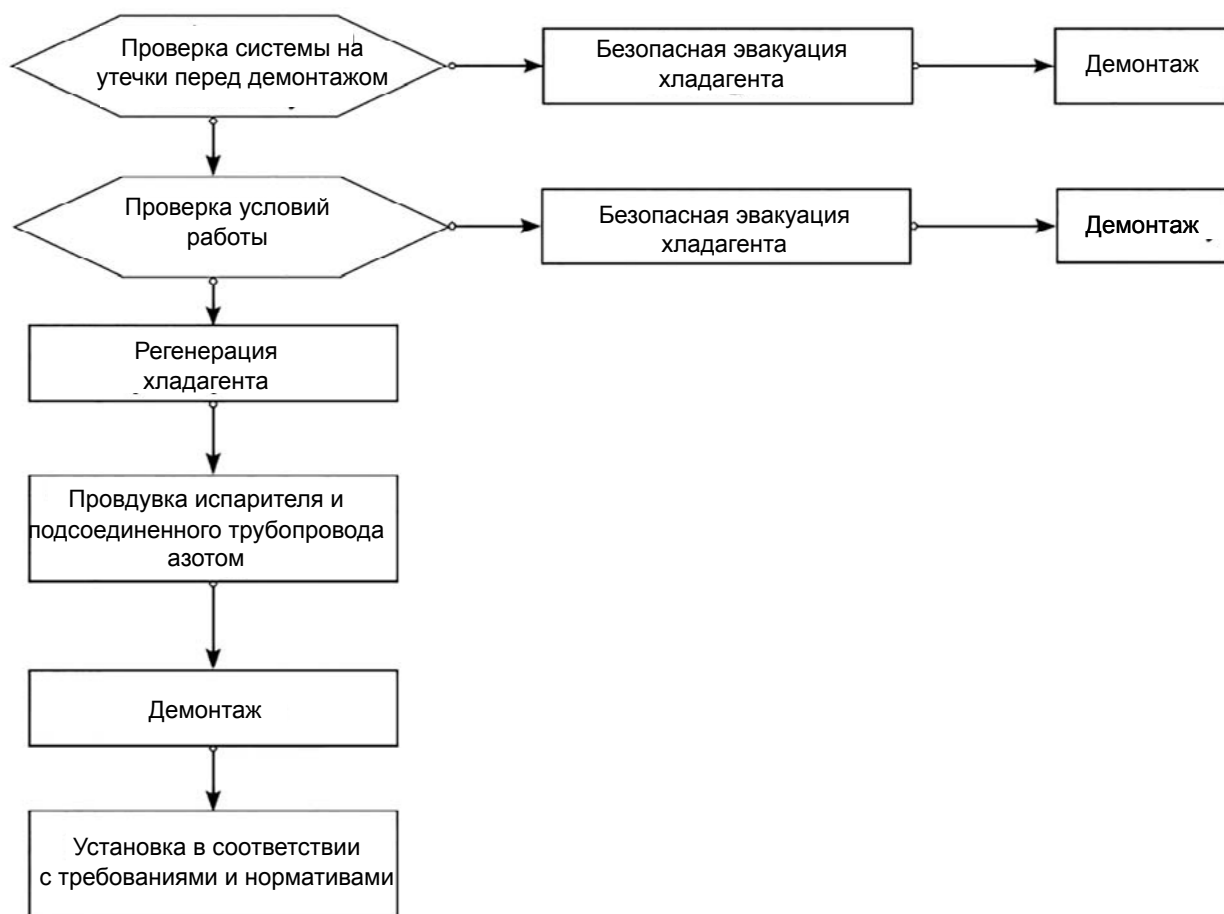 Проверка системы на
утечки перед демонтажом
Безопасная эвакуация
хладагента
Демонтаж
Проверка условий
работы
Безопасная эвакуация
хладагента
Демонтаж
Регенерация
хладагента
Провдувка испарителя и
подсоединенного трубопровода
азотом
Демонтаж
Установка в соответствии
с требованиями и нормативами